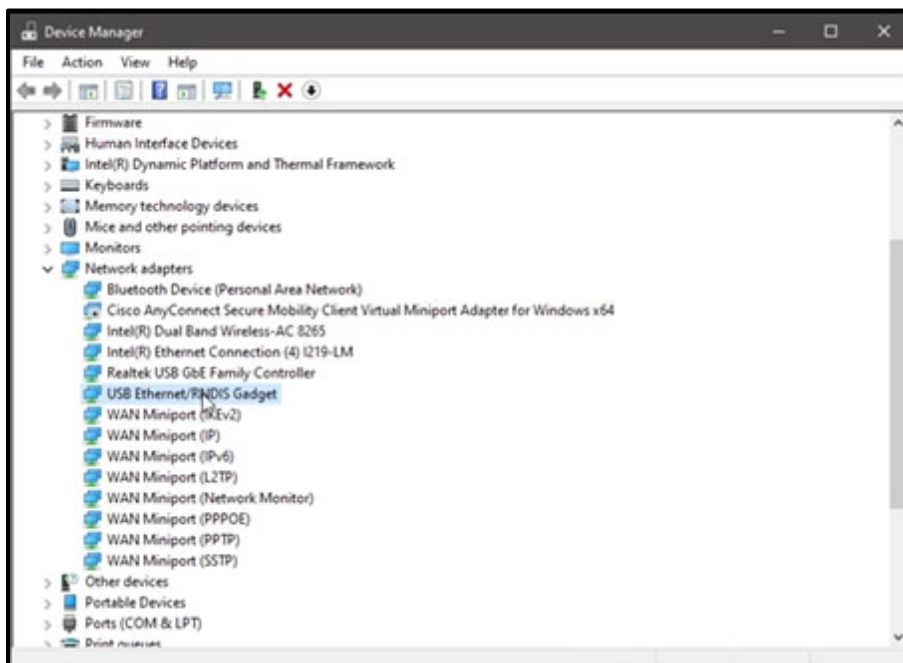 Device Manager
File Action View Help
Firmware
Human Interface Devices
Intel(R) Dynamic Platform and Thermal Framework
Keyboards
Memory technology devices
Mice and other pointing devices
Monitors
Network adapters
Bluetooth Device (Personal Area Network)
Cisco AnyConnect Secure Mobility Client Virtual Miniport Adapter for Windows x64
Intel(R) Dual Band Wireless-AC 8265
Intel(R) Ethernet Connection (4) I219-LM
Realtek USB GbE Family Controller
USB Ethernet/RNDIS Gadget
WAN Miniport (IKEv2)
WAN Miniport (IP)
WAN Miniport (IPv6)
WAN Miniport (L2TP)
WAN Miniport (Network Monitor)
WAN Miniport (PPPOE)
WAN Miniport (PPTP)
WAN Miniport (SSTP)
Other devices
Portable Devices
Ports (COM & LPT)
Print queues